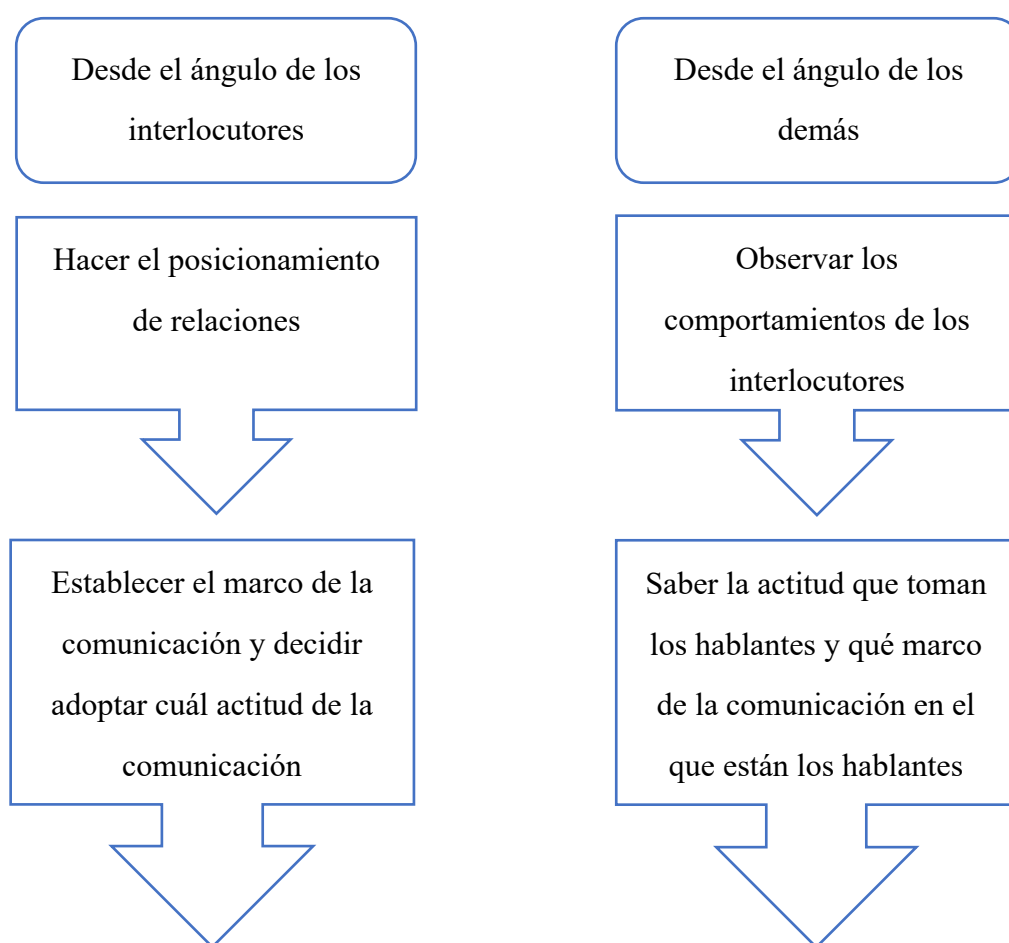 Desde el ángulo de los
interlocutores
Desde el ángulo de los
demás
Hacer el posicionamiento
de relaciones
Observar los
comportamientos de los
interlocutores
Establecer el marco de la
comunicación y decidir
adoptar cuál actitud de la
comunicación
Saber la actitud que toman
los hablantes y qué marco
de la comunicación en el
que están los hablantes